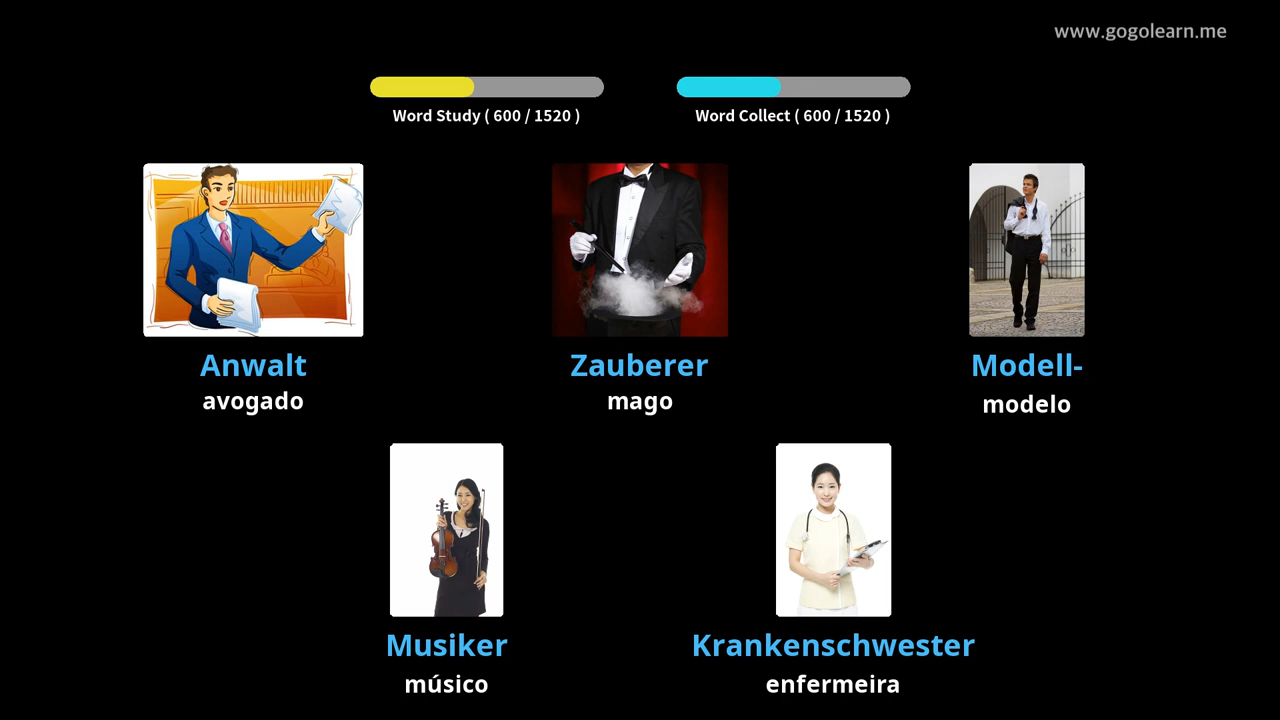 www.gogolearn.me
Word Study ( 600 / 1520 )
Word Collect ( 600 / 1520 )
Anwalt
avogado
Zauberer
mago
Modell-
modelo
Musiker
músico
Krankenschwester
enfermeira